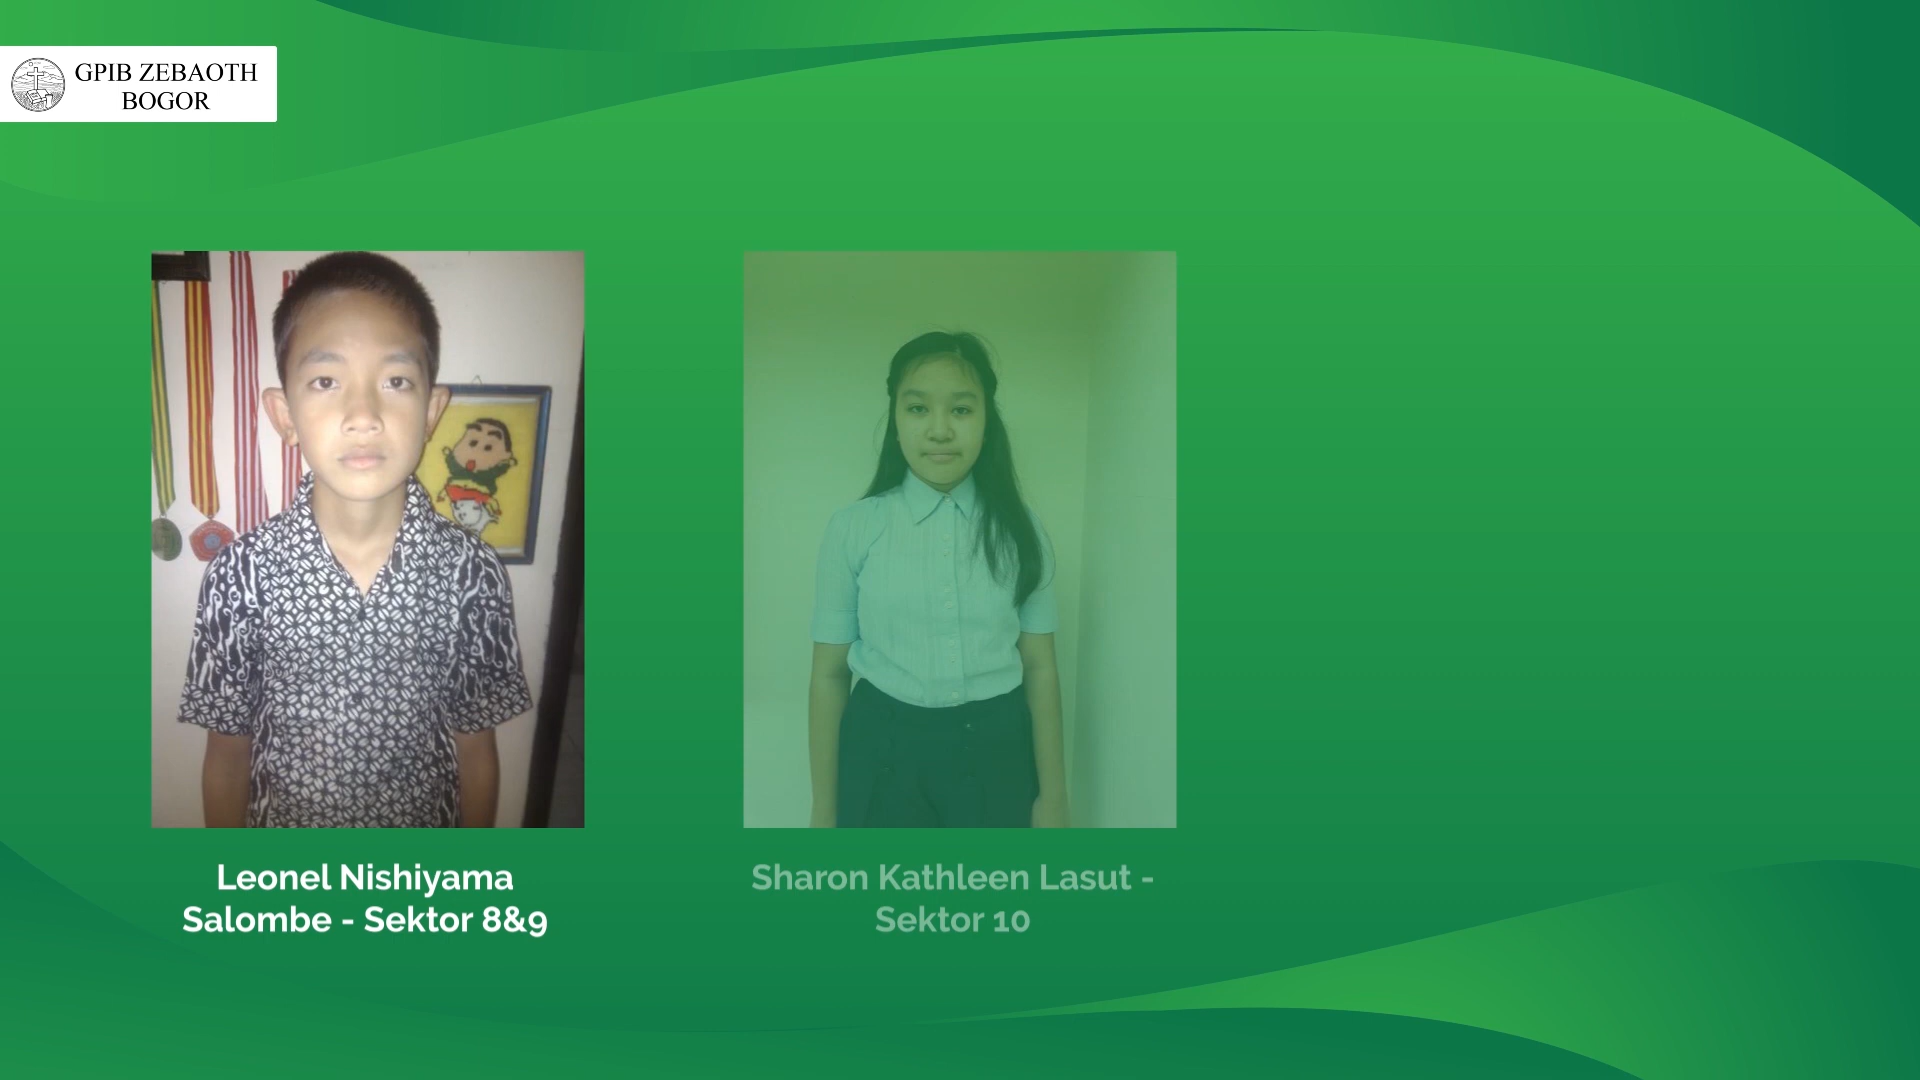 GPIB ZEBAOTH
BOGOR
Leonel Nishiyama
Salombe - Sektor 8&9
Sharon Kathleen Lasut -
Sektor 10